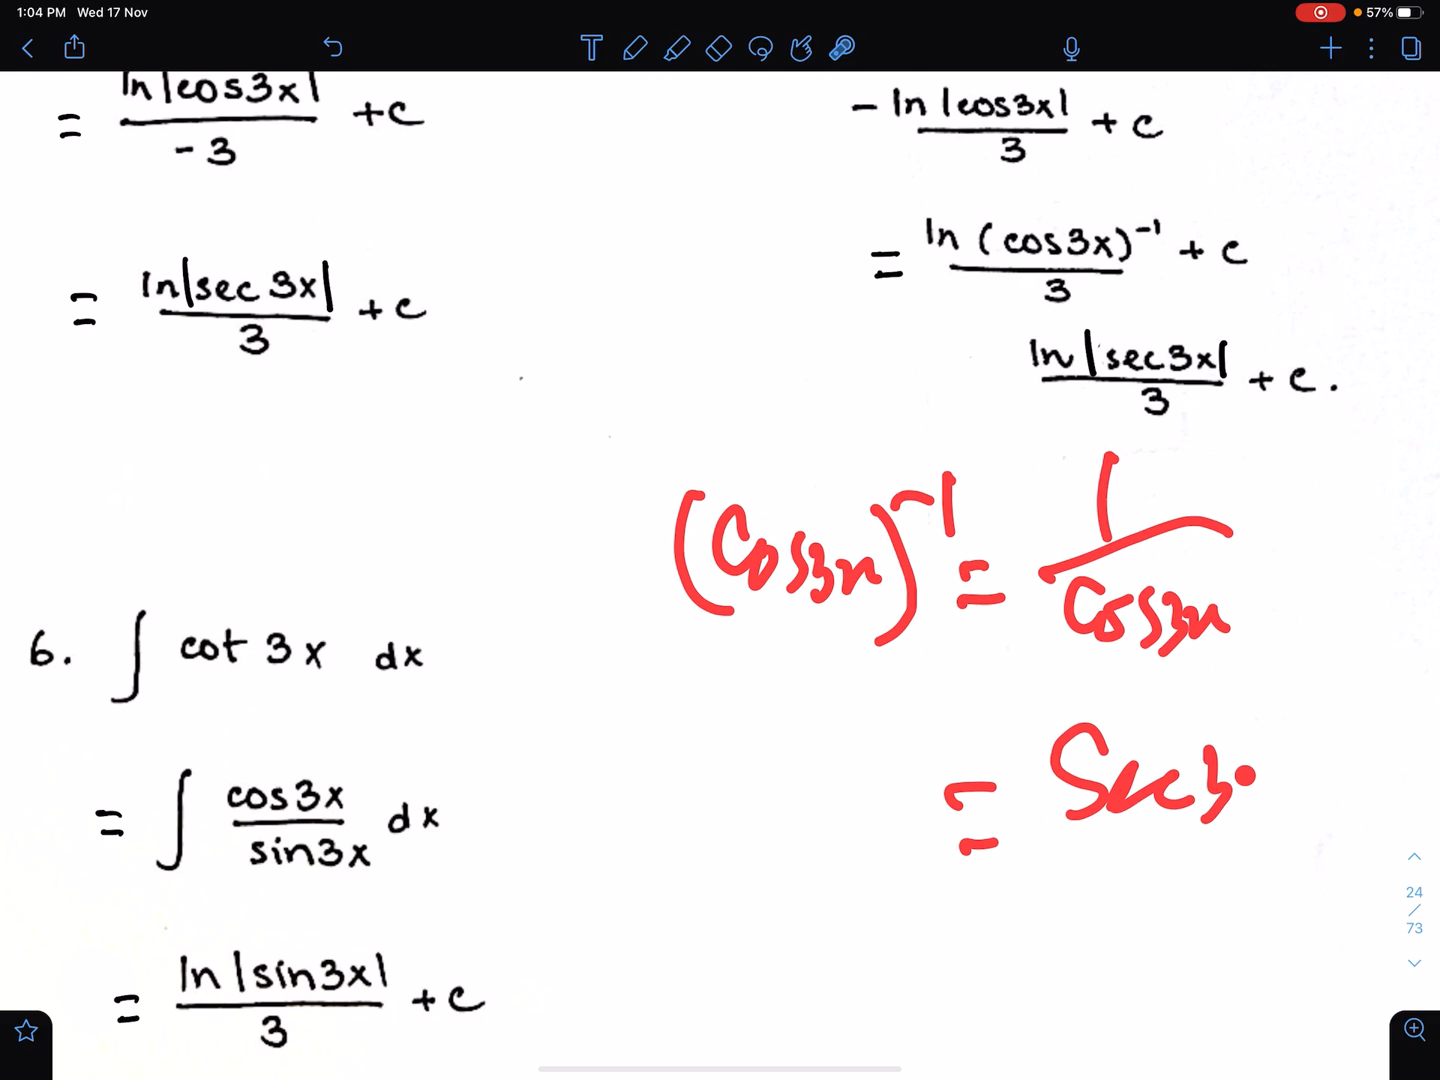 1:04 PM Wed 17 Nov
57%
= ln|cos3x| / -3 + c
= ln|sec 3x| / 3 + c
- ln|cos3x| / 3 + c
= ln (cos3x)⁻¹ / 3 + c
ln|sec3x| / 3 + c.
(Cos3x)⁻¹ = 1 / Cos3x
= Sec3
6. ∫ cot 3x dx
= ∫ cos3x / sin3x dx
= ln|sin3x| / 3 + c
24
/
73